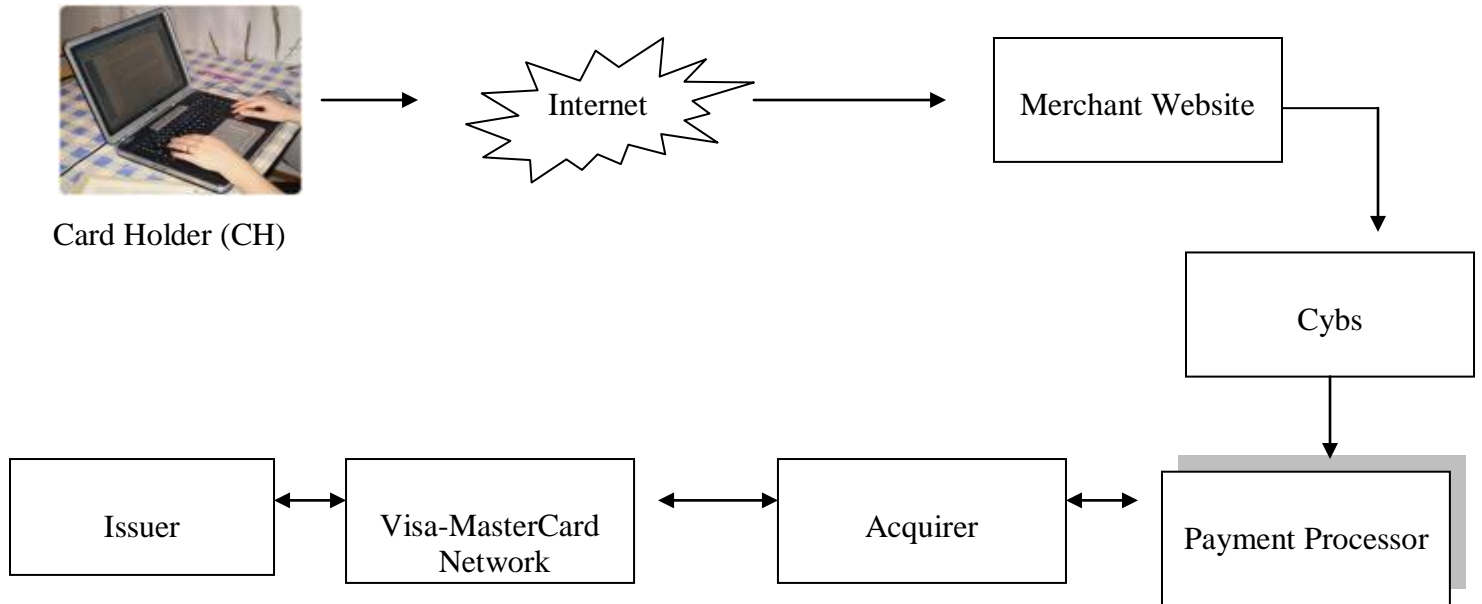 Internet
Merchant Website
Card Holder (CH)
Cybs
Issuer
Visa-MasterCard
Network
Acquirer
Payment Processor